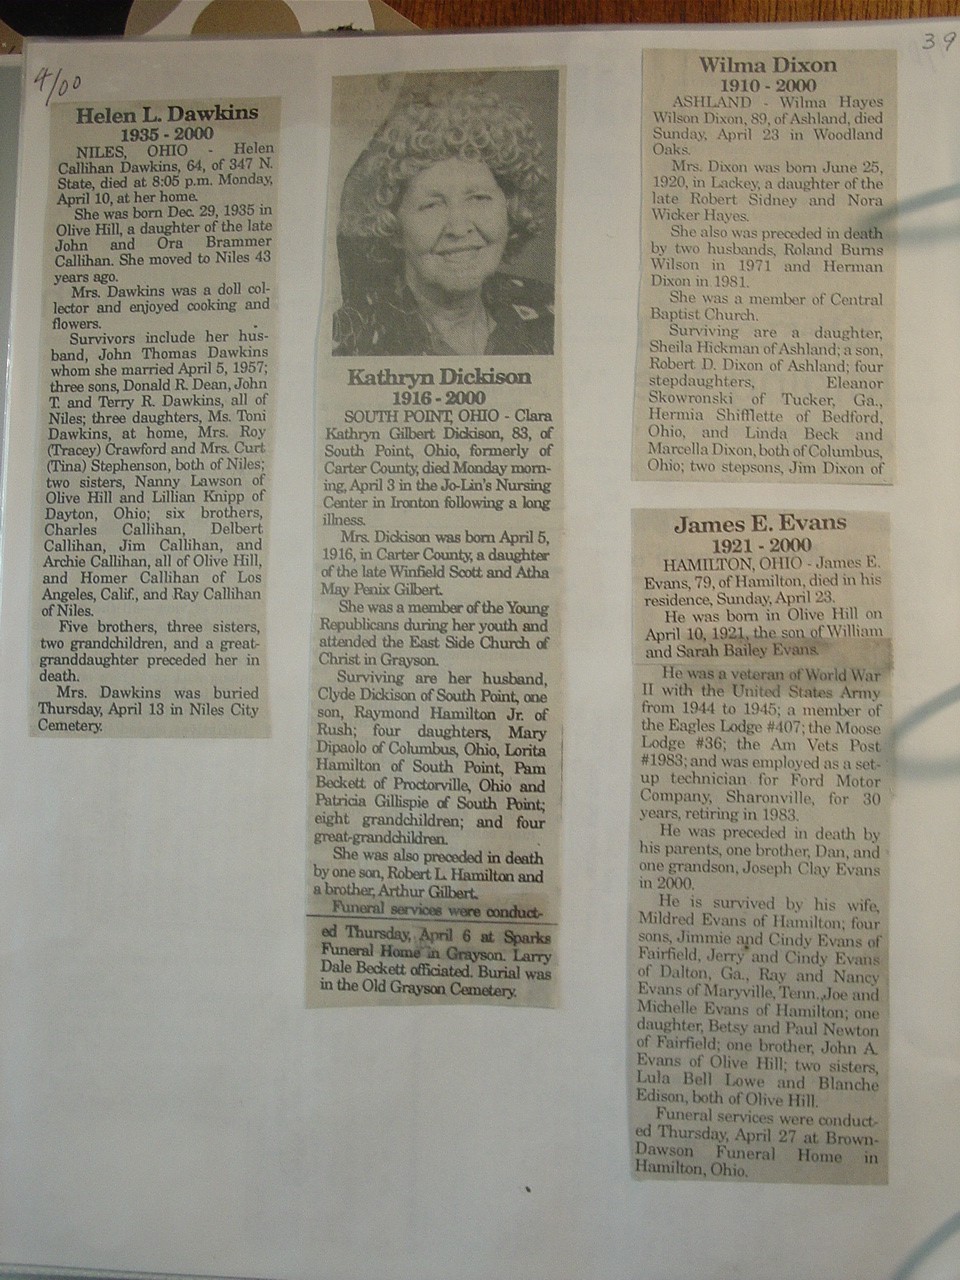 4/00
39
Helen L. Dawkins
1935 - 2000
NILES, OHIO - Helen
Callihan Dawkins, 64, of 347 N.
State, died at 8:05 p.m. Monday,
April 10, at her home.
She was born Dec. 29, 1935 in
Olive Hill, a daughter of the late
John and Ora Brammer
Callihan. She moved to Niles 43
years ago.
Mrs. Dawkins was a doll col-
lector and enjoyed cooking and
flowers.
Survivors include her hus-
band, John Thomas Dawkins
whom she married April 5, 1957;
three sons, Donald R. Dean, John
T. and Terry R. Dawkins, all of
Niles; three daughters, Ms. Toni
Dawkins, at home, Mrs. Roy
(Tracey) Crawford and Mrs. Curt
(Tina) Stephenson, both of Niles;
two sisters, Nanny Lawson of
Olive Hill and Lillian Knipp of
Dayton, Ohio; six brothers,
Charles Callihan, Delbert
Callihan, Jim Callihan, and
Archie Callihan, all of Olive Hill,
and Homer Callihan of Los
Angeles, Calif., and Ray Callihan
of Niles.
Five brothers, three sisters,
two grandchildren, and a great-
granddaughter preceded her in
death.
Mrs. Dawkins was buried
Thursday, April 13 in Niles City
Cemetery.
Kathryn Dickison
1916 - 2000
SOUTH POINT, OHIO - Clara
Kathryn Gilbert Dickison, 83, of
South Point, Ohio, formerly of
Carter County, died Monday morn-
ing, April 3 in the Jo-Lin's Nursing
Center in Ironton following a long
illness.
Mrs. Dickison was born April 5,
1916, in Carter County, a daughter
of the late Winfield Scott and Atha
May Penix Gilbert.
She was a member of the Young
Republicans during her youth and
attended the East Side Church of
Christ in Grayson.
Surviving are her husband,
Clyde Dickison of South Point, one
son, Raymond Hamilton Jr. of
Rush; four daughters, Mary
Dipaolo of Columbus, Ohio, Lorita
Hamilton of South Point, Pam
Beckett of Proctorville, Ohio and
Patricia Gillispie of South Point;
eight grandchildren; and four
great-grandchildren.
She was also preceded in death
by one son, Robert L. Hamilton and
a brother, Arthur Gilbert.
Funeral services were conduct-
ed Thursday, April 6 at Sparks
Funeral Home in Grayson. Larry
Dale Beckett officiated. Burial was
in the Old Grayson Cemetery.
Wilma Dixon
1910 - 2000
ASHLAND - Wilma Hayes
Wilson Dixon, 89, of Ashland, died
Sunday, April 23 in Woodland
Oaks.
Mrs. Dixon was born June 25,
1920, in Lackey, a daughter of the
late Robert Sidney and Nora
Wicker Hayes.
She also was preceded in death
by two husbands, Roland Burns
Wilson in 1971 and Herman
Dixon in 1981.
She was a member of Central
Baptist Church.
Surviving are a daughter,
Sheila Hickman of Ashland; a son,
Robert D. Dixon of Ashland; four
stepdaughters, Eleanor
Skowronski of Tucker, Ga.,
Hermia Shifflette of Bedford,
Ohio, and Linda Beck and
Marcella Dixon, both of Columbus,
Ohio; two stepsons, Jim Dixon of
James E. Evans
1921 - 2000
HAMILTON, OHIO - James E.
Evans, 79, of Hamilton, died in his
residence, Sunday, April 23.
He was born in Olive Hill on
April 10, 1921, the son of William
and Sarah Bailey Evans.
He was a veteran of World War
II with the United States Army
from 1944 to 1945; a member of
the Eagles Lodge #407; the Moose
Lodge #36; the Am Vets Post
#1983; and was employed as a set-
up technician for Ford Motor
Company, Sharonville, for 30
years, retiring in 1983.
He was preceded in death by
his parents, one brother, Dan, and
one grandson, Joseph Clay Evans
in 2000.
He is survived by his wife,
Mildred Evans of Hamilton; four
sons, Jimmie and Cindy Evans of
Fairfield, Jerry and Cindy Evans
of Dalton, Ga., Ray and Nancy
Evans of Maryville, Tenn., Joe and
Michelle Evans of Hamilton; one
daughter, Betsy and Paul Newton
of Fairfield; one brother, John A.
Evans of Olive Hill; two sisters,
Lula Bell Lowe and Blanche
Edison, both of Olive Hill.
Funeral services were conduct-
ed Thursday, April 27 at Brown-
Dawson Funeral Home in
Hamilton, Ohio.